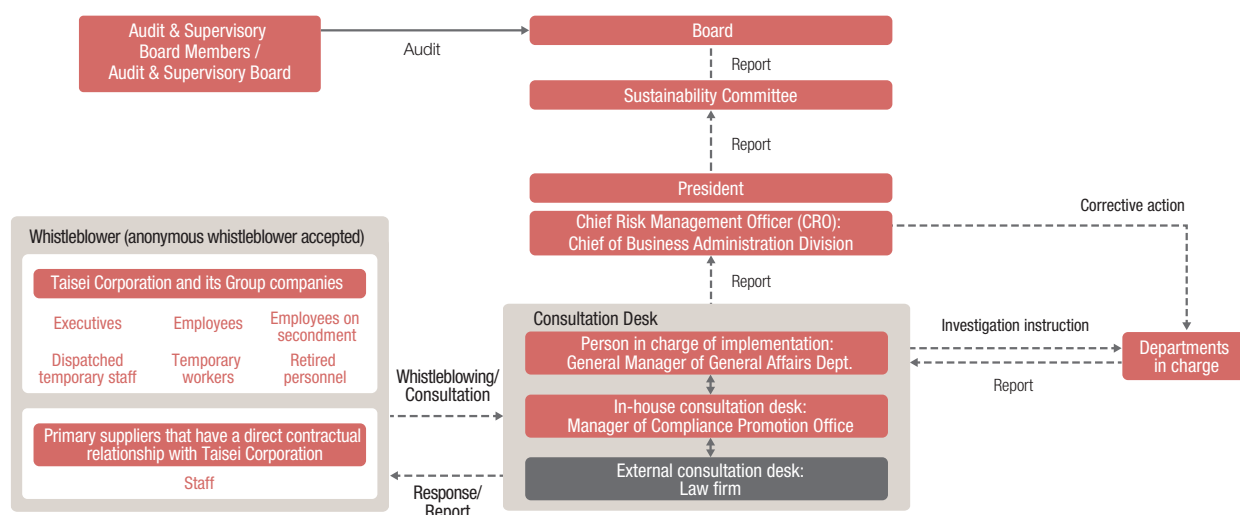 Audit & Supervisory
Board Members /
Audit & Supervisory Board
Audit
Board
Report
Sustainability Committee
Report
President
Chief Risk Management Officer (CRO):
Chief of Business Administration Division
Corrective action
Report
Whistleblower (anonymous whistleblower accepted)
Taisei Corporation and its Group companies
Executives
Employees
Employees on
secondment
Dispatched
temporary staff
Temporary
workers
Retired
personnel
Primary suppliers that have a direct contractual
relationship with Taisei Corporation
Staff
Whistleblowing/
Consultation
Response/
Report
Consultation Desk
Person in charge of implementation:
General Manager of General Affairs Dept.
In-house consultation desk:
Manager of Compliance Promotion Office
External consultation desk:
Law firm
Investigation instruction
Report
Departments
in charge